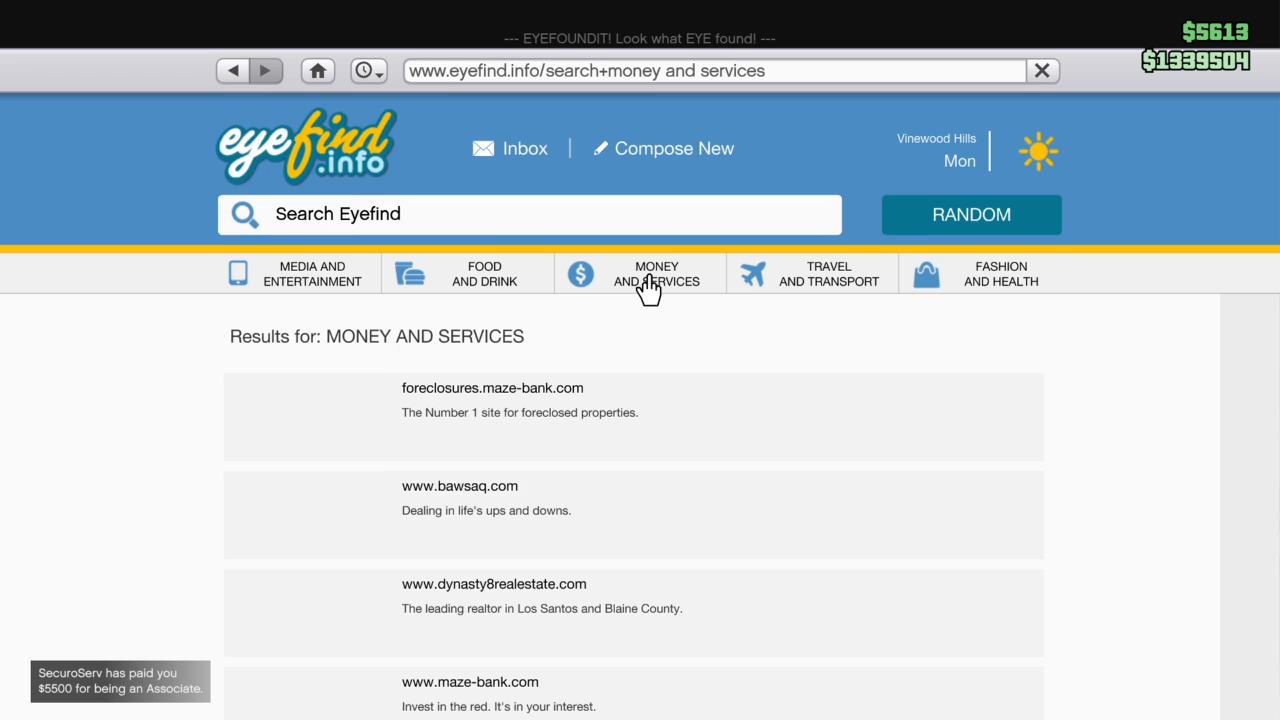 --- EYEFOUNDIT! Look what EYE found! ---
$5613
$1339504
www.eyefind.info/search+money and services
eyefind
.info
Inbox
Compose New
Vinewood Hills
Mon
Search Eyefind
RANDOM
MEDIA AND
ENTERTAINMENT
FOOD
AND DRINK
MONEY
AND SERVICES
TRAVEL
AND TRANSPORT
FASHION
AND HEALTH
Results for: MONEY AND SERVICES
foreclosures.maze-bank.com
The Number 1 site for foreclosed properties.
www.bawsaq.com
Dealing in life's ups and downs.
www.dynasty8realestate.com
The leading realtor in Los Santos and Blaine County.
www.maze-bank.com
Invest in the red. It's in your interest.
SecuroServ has paid you
$5500 for being an Associate.